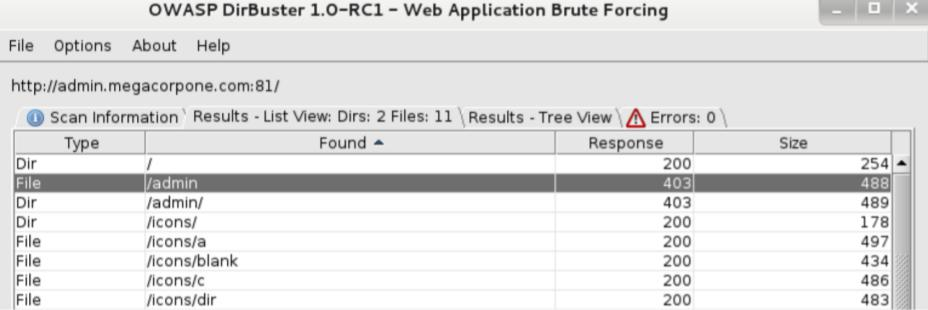 OWASP DirBuster 1.0-RC1 - Web Application Brute Forcing
File Options About Help
http://admin.megacorpone.com:81/
Scan Information Results - List View: Dirs: 2 Files: 11 Results - Tree View Errors: 0
Type Found Response Size
Dir / 200 254
File /admin 403 488
Dir /admin/ 403 489
Dir /icons/ 200 178
File /icons/a 200 497
File /icons/blank 200 434
File /icons/c 200 486
File /icons/dir 200 483